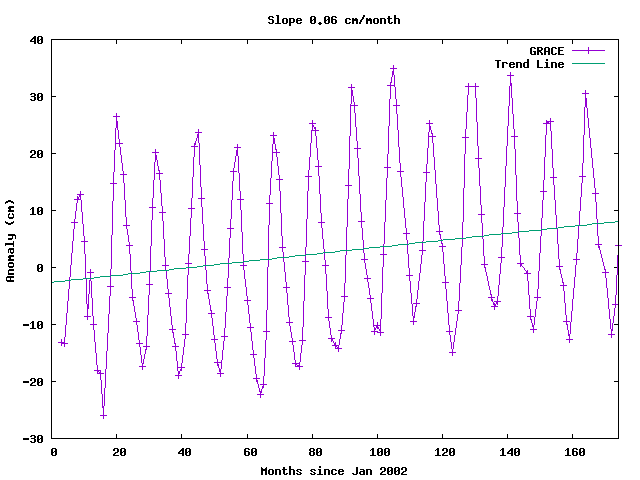 Slope 0.06 cm/month
GRACE
Trend Line
Anomaly (cm)
40
30
20
10
0
-10
-20
-30
0 20 40 60 80 100 120 140 160
Months since Jan 2002